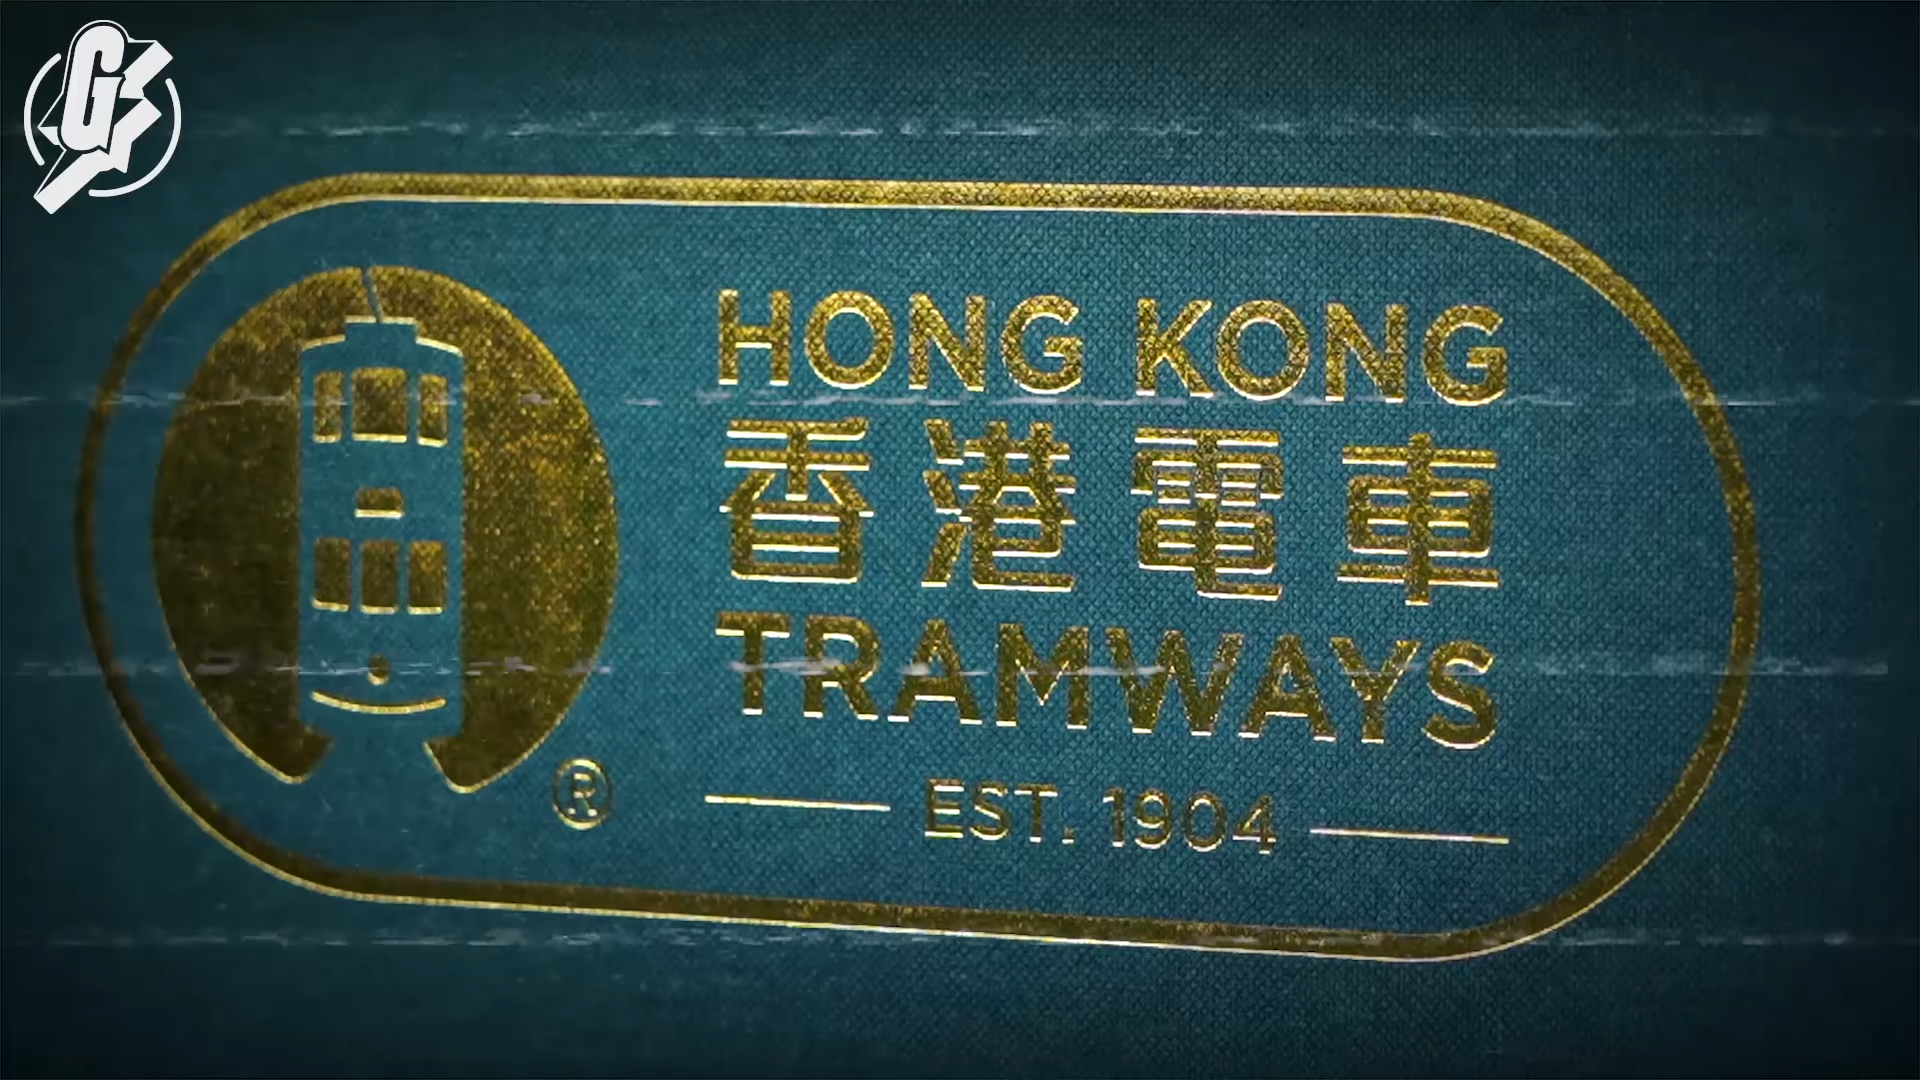 G
HONG KONG
香港電車
TRAMWAYS
®
EST. 1904